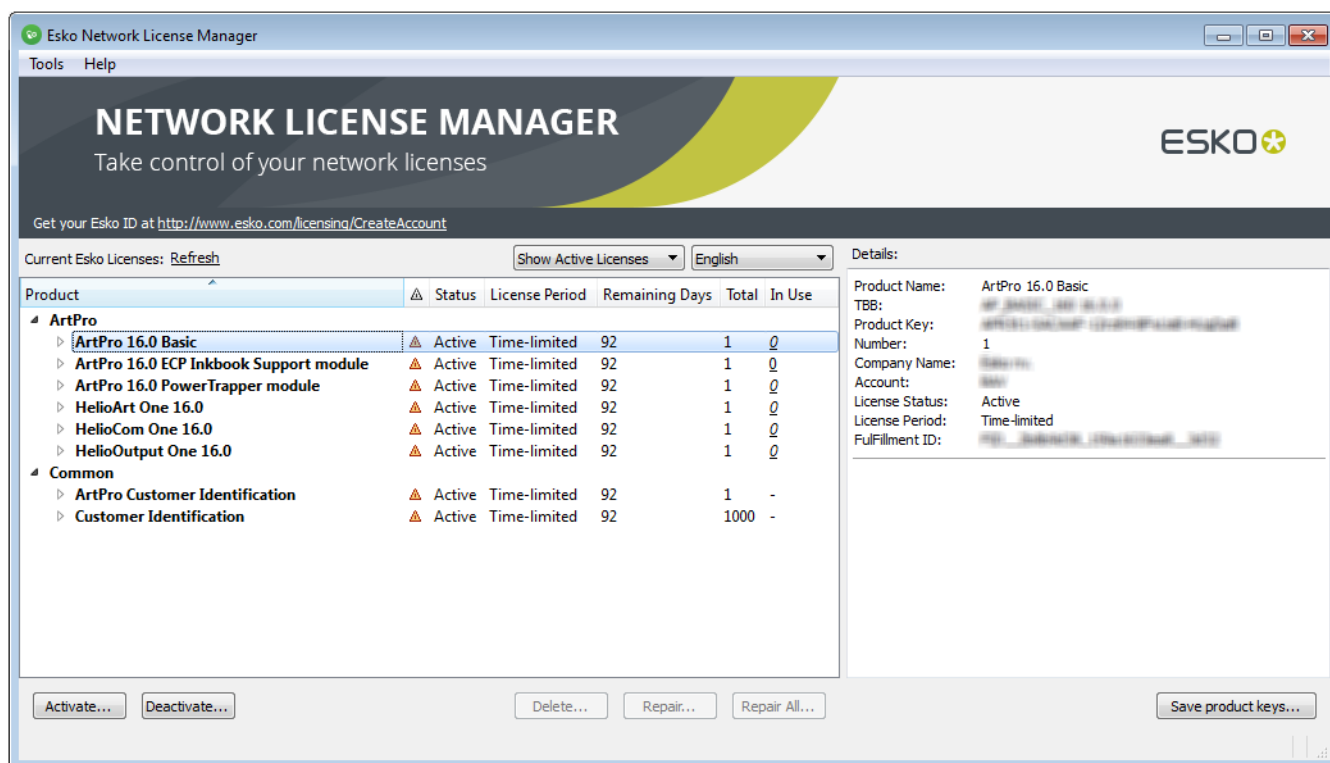 Esko Network License Manager
Tools Help
NETWORK LICENSE MANAGER
Take control of your network licenses
ESKO
Get your Esko ID at http://www.esko.com/licensing/CreateAccount
Current Esko Licenses: Refresh Show Active Licenses English
Product Status License Period Remaining Days Total In Use
ArtPro
ArtPro 16.0 Basic Active Time-limited 92 1 0
ArtPro 16.0 ECP Inkbook Support module Active Time-limited 92 1 0
ArtPro 16.0 PowerTrapper module Active Time-limited 92 1 0
HelioArt One 16.0 Active Time-limited 92 1 0
HelioCom One 16.0 Active Time-limited 92 1 0
HelioOutput One 16.0 Active Time-limited 92 1 0
Common
ArtPro Customer Identification Active Time-limited 92 1 -
Customer Identification Active Time-limited 92 1000 -
Details:
Product Name: ArtPro 16.0 Basic
TBB:
Product Key:
Number: 1
Company Name:
Account:
License Status: Active
License Period: Time-limited
FulFillment ID:
Activate... Deactivate... Delete... Repair... Repair All... Save product keys...